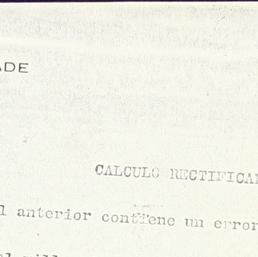 ADE
CALCULO RECTIFICA
l anterior contiene un error